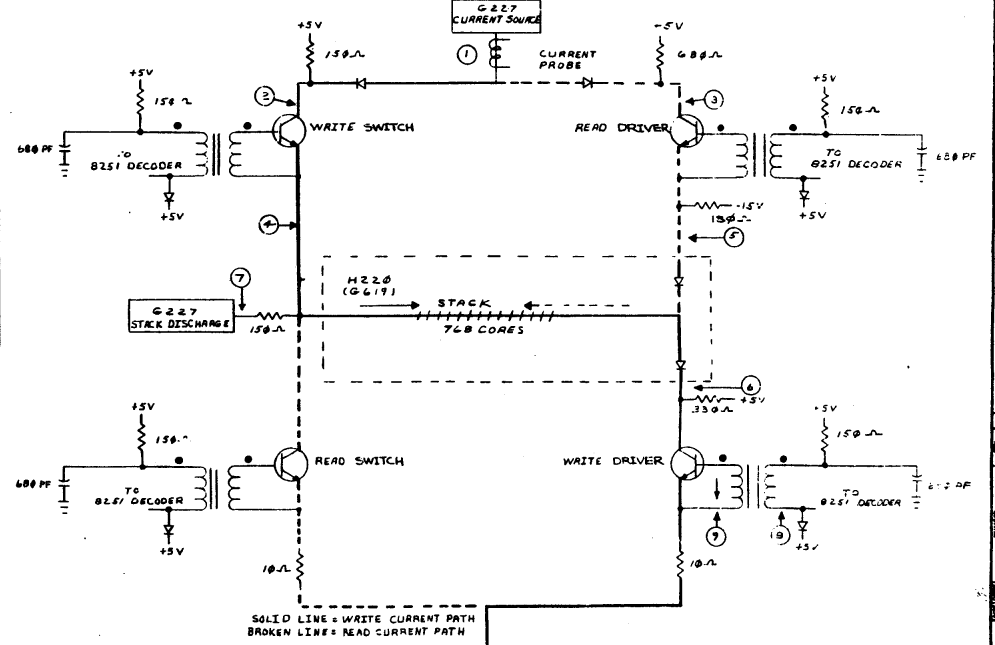 G227
CURRENT SOURCE
+5V
150Ω
1
CURRENT
PROBE
-5V
680Ω
+5V
150Ω
2
3
+5V
150Ω
WRITE SWITCH
READ DRIVER
680 PF
TO
8251 DECODER
+5V
TO
8251 DECODER
680 PF
+5V
-15V
180Ω
4
5
H220
(G619)
7
STACK
G227
STACK DISCHARGE
150Ω
768 CORES
6
330Ω
+5V
+5V
150Ω
+5V
150Ω
READ SWITCH
WRITE DRIVER
680 PF
TO
8251 DECODER
+5V
TO
8251 DECODER
PF
9
10
+5V
10Ω
10Ω
SOLID LINE = WRITE CURRENT PATH
BROKEN LINE = READ CURRENT PATH